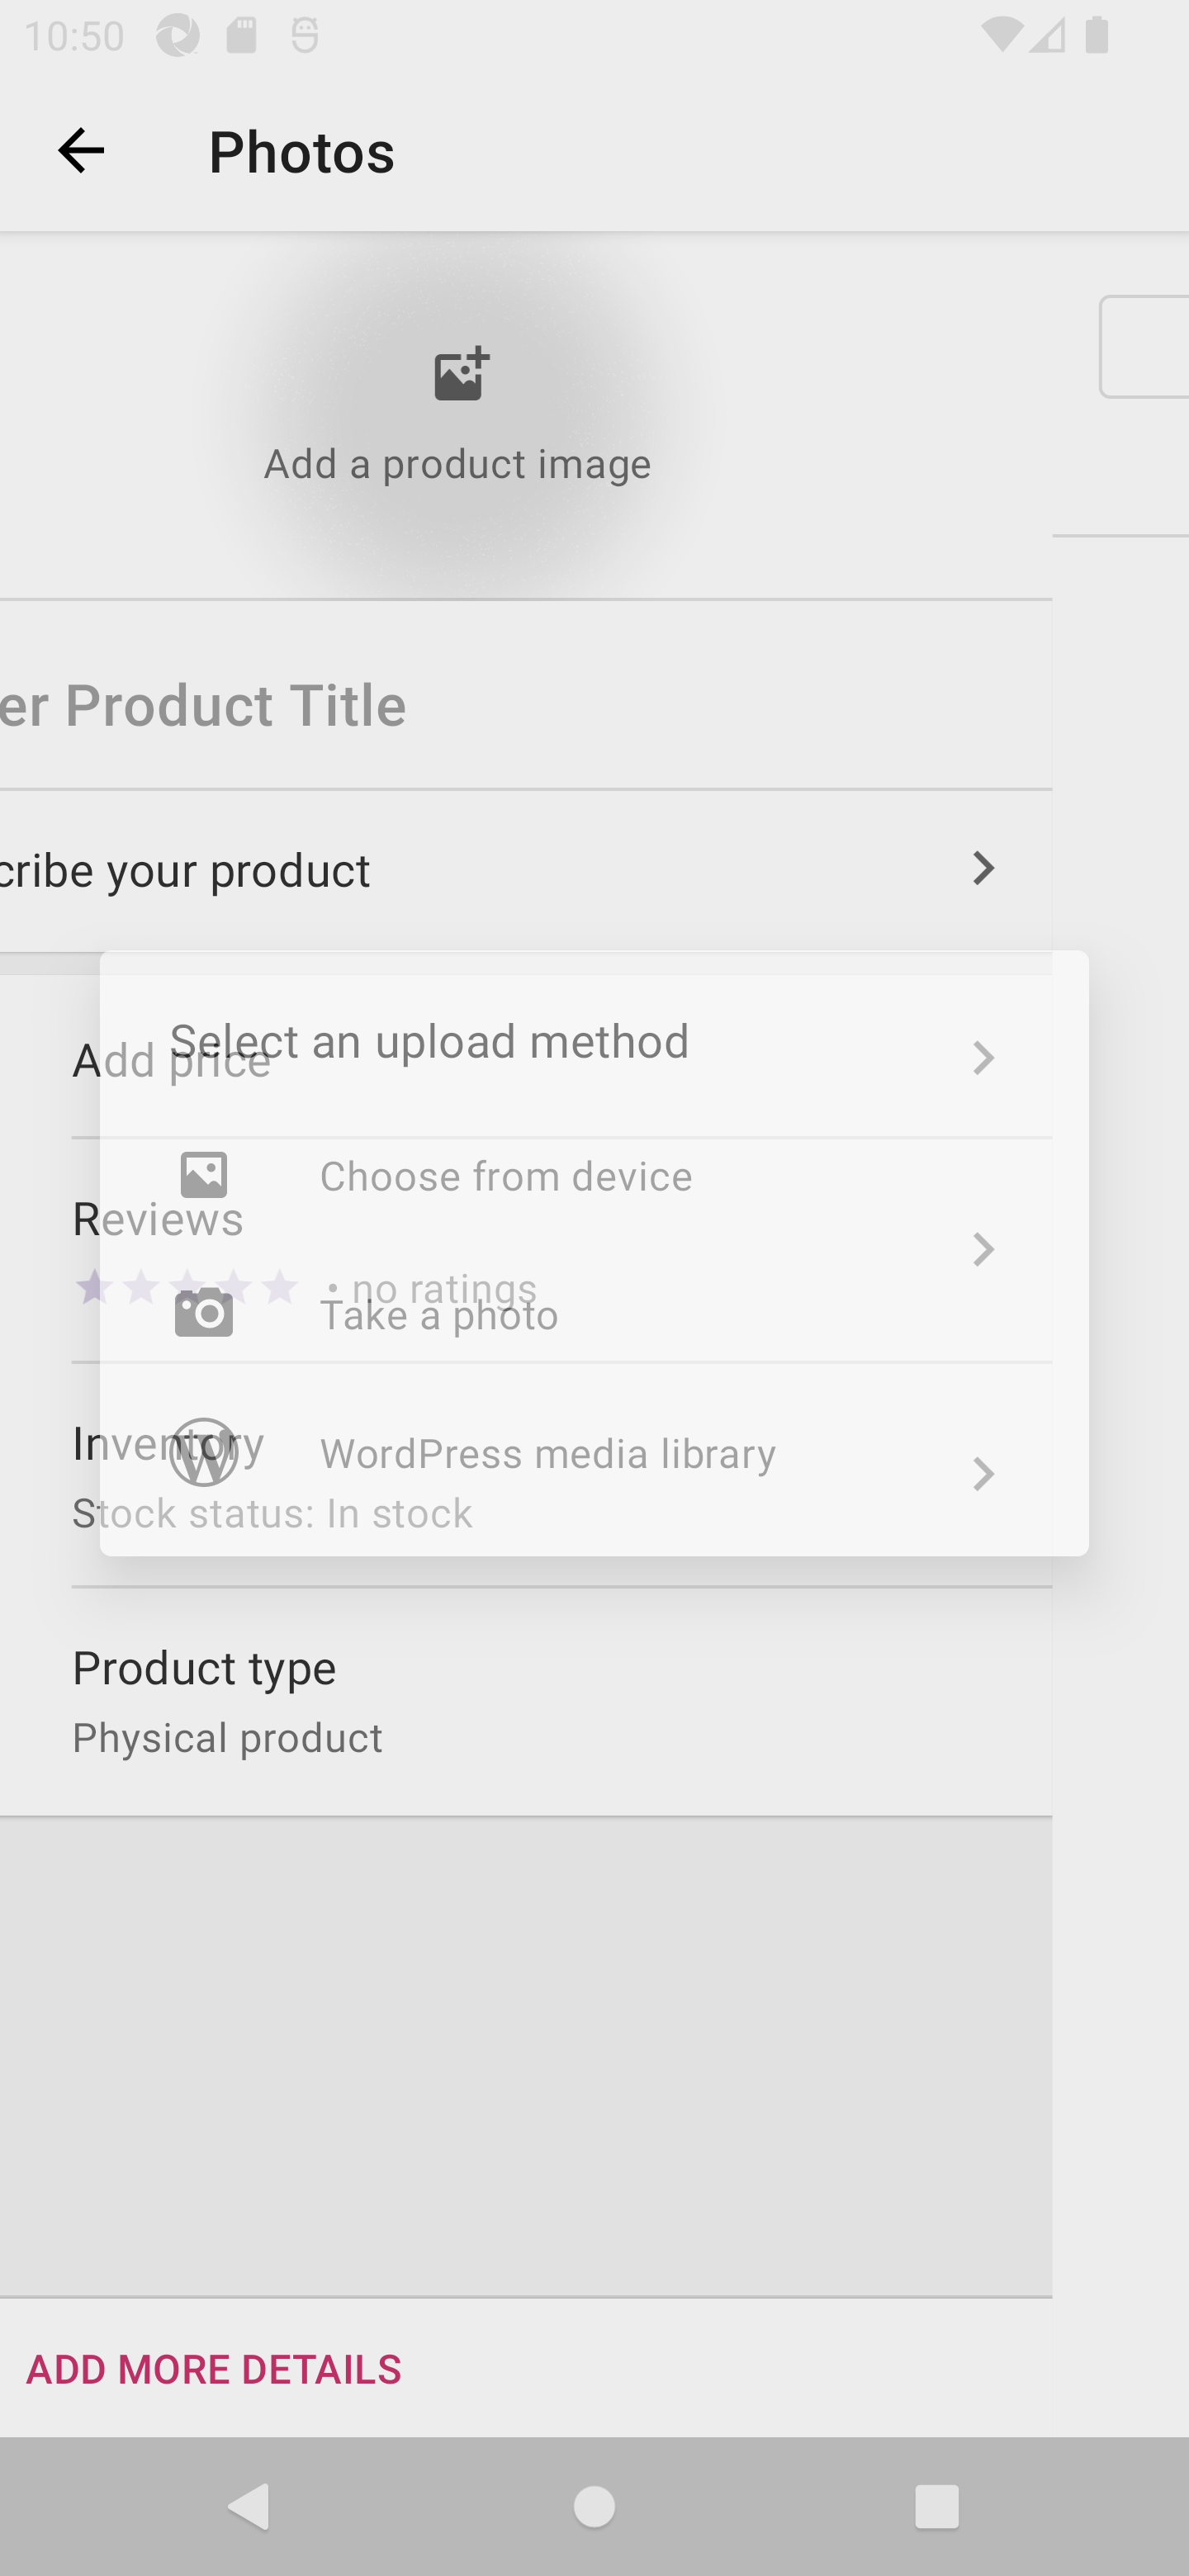 10:50
Photos
Add a product image
er Product Title
cribe your product
Select an upload method
Add price
Choose from device
Reviews
• no ratings
Take a photo
Inventory
WordPress media library
Stock status: In stock
Product type
Physical product
ADD MORE DETAILS